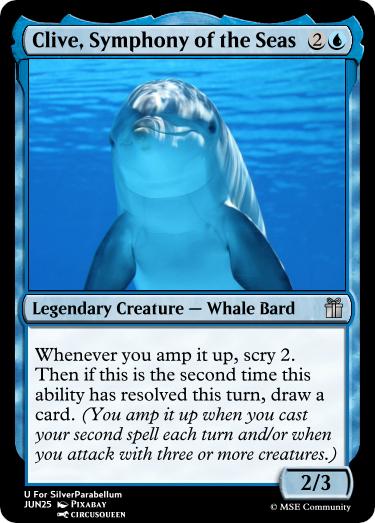 Clive, Symphony of the Seas 2
Legendary Creature — Whale Bard
Whenever you amp it up, scry 2.
Then if this is the second time this
ability has resolved this turn, draw a
card. (You amp it up when you cast
your second spell each turn and/or when
you attack with three or more creatures.)
2/3
U For SilverParabellum
JUN25 Pixabay
© MSE Community
CircusQueen